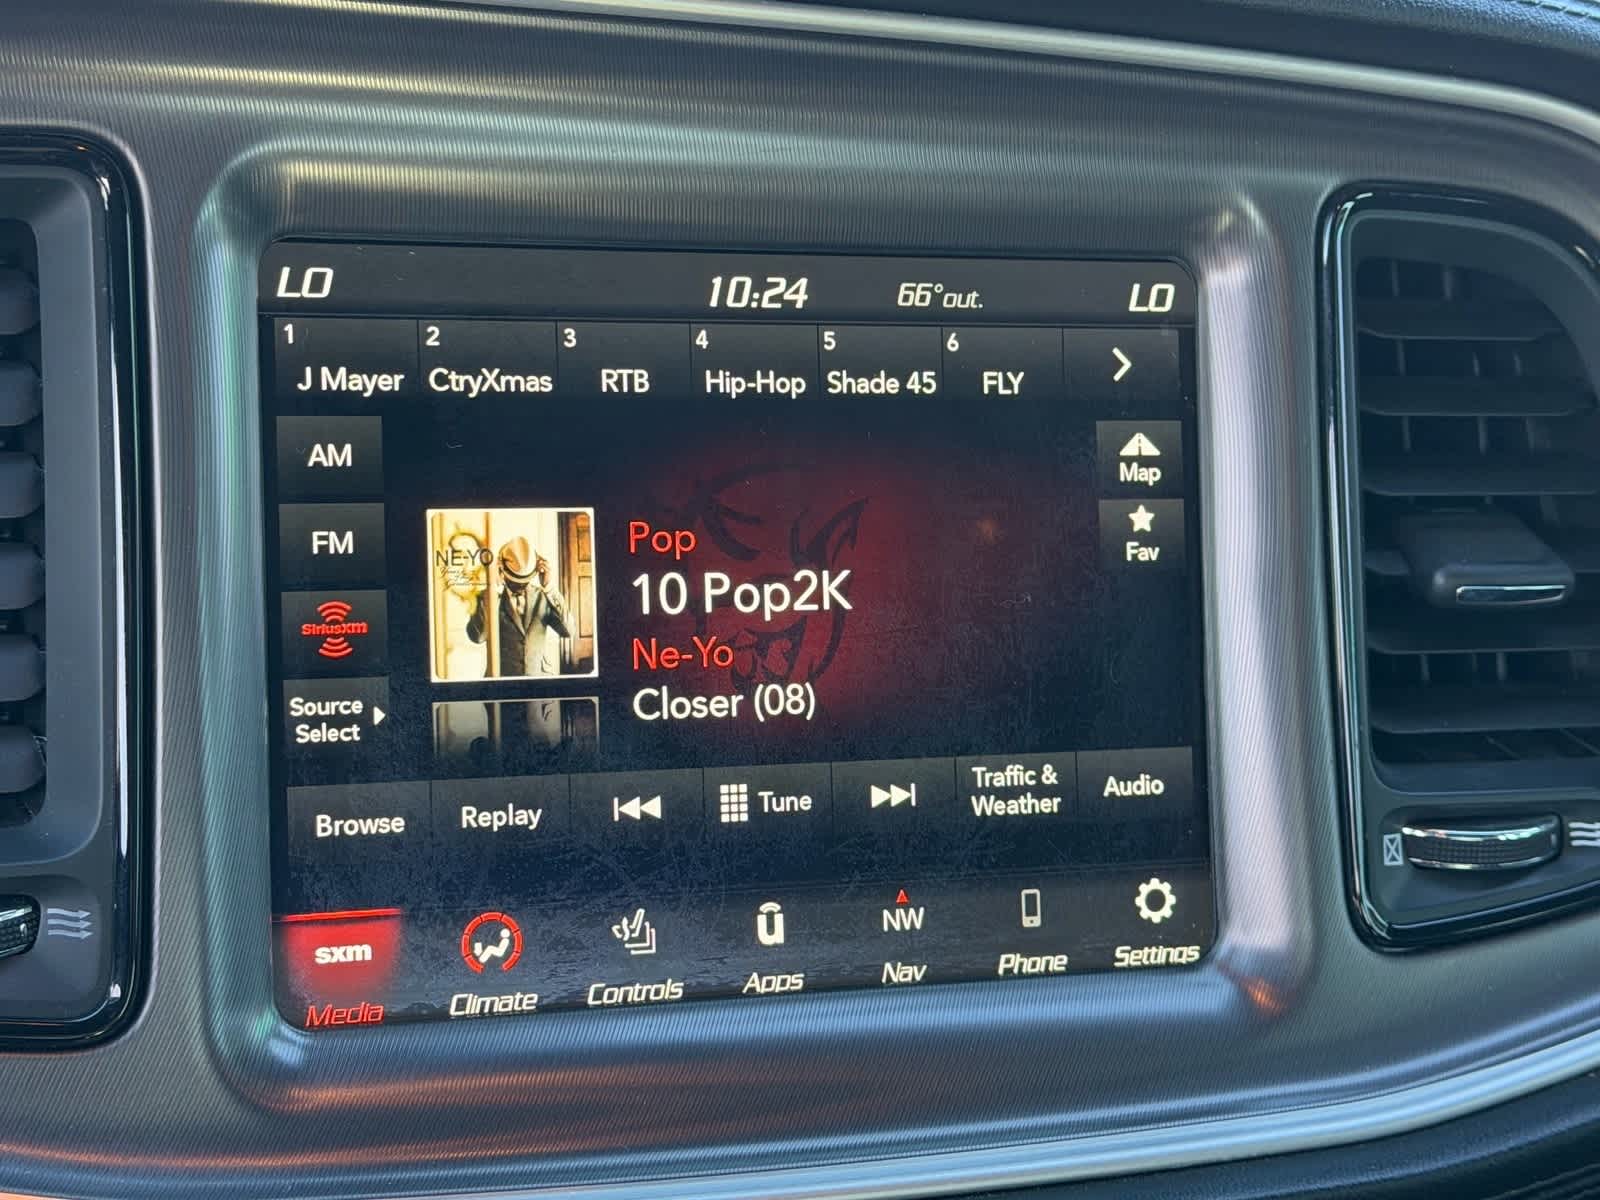 LO 10:24 66°out. LO
1 2 3 4 5 6
J Mayer CtryXmas RTB Hip-Hop Shade 45 FLY
AM
Map
FM
Fav
NE-YO
Pop
10 Pop2K
SiriusXM
Ne-Yo
Closer (08)
Source
Select
Browse Replay Tune Traffic & Audio
Weather
sxm NW
Media Climate Controls Apps Nav Phone Settings